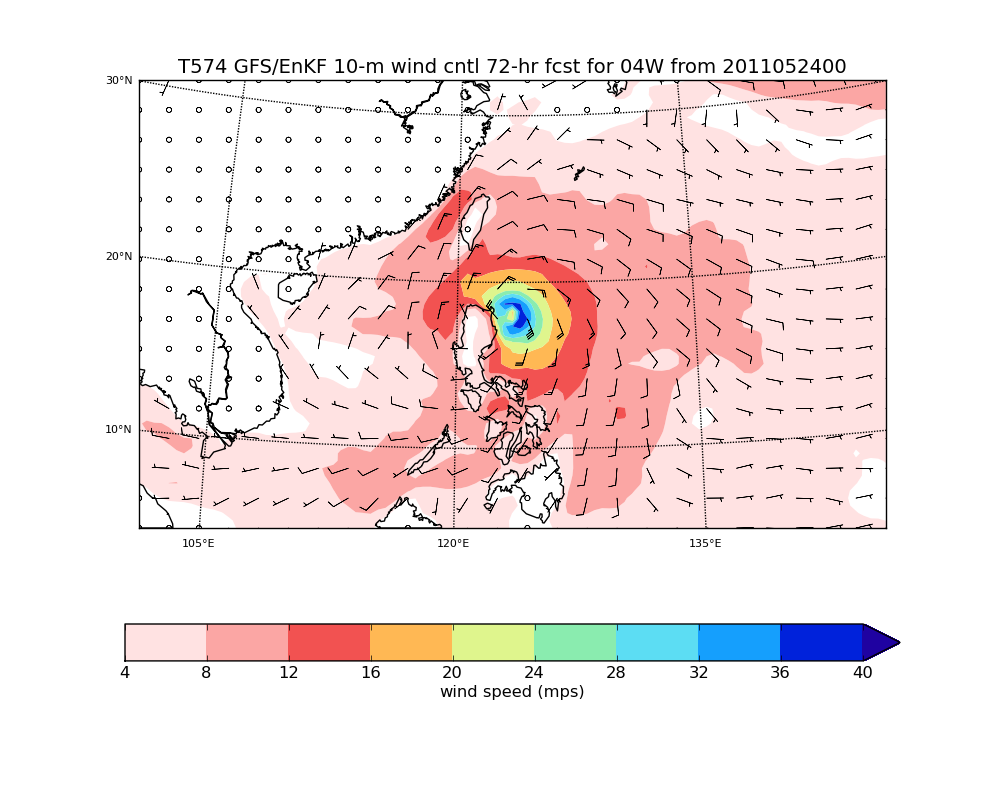 T574 GFS/EnKF 10-m wind cntl 72-hr fcst for 04W from 2011052400
30°N
20°N
10°N
105°E 120°E 135°E
4 8 12 16 20 24 28 32 36 40
wind speed (mps)